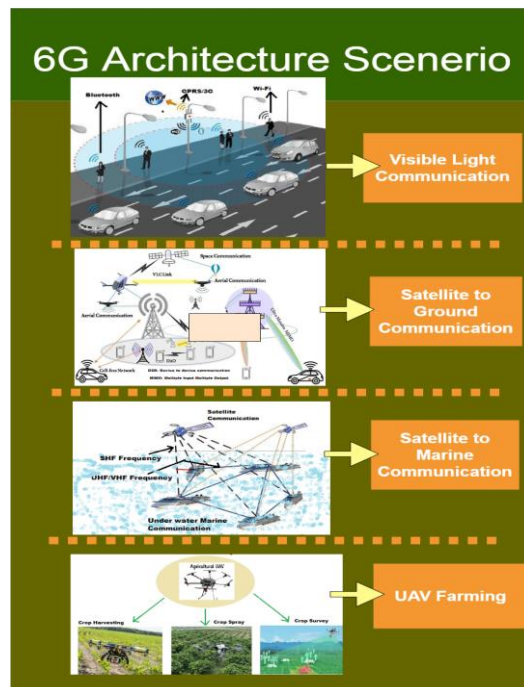 6G Architecture Scenerio
Bluetooth
GPRS/3G
Wi-Fi
Visible Light
Communication
Space Communication
VLC Link
Aerial Communication
Aerial Communication
Cell-free Network
D2D
D2D: Device to device communication
MIMO: Multiple Input Multiple Output
Satellite to
Ground
Communication
Satellite
Communication
SHF Frequency
UHF/VHF Frequency
Under water Marine
Communication
Satellite to
Marine
Communication
Crop Harvesting
Crop Spray
Crop Survey
UAV Farming